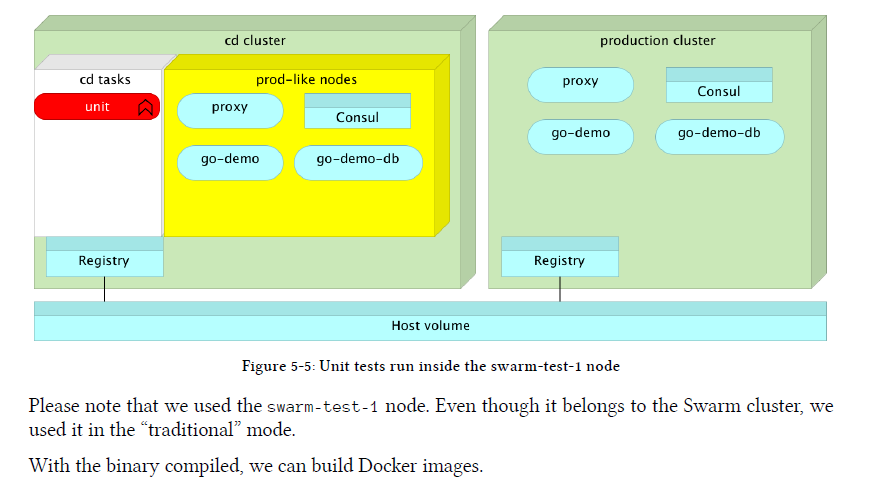 cd cluster
production cluster
cd tasks
prod-like nodes
unit
proxy
Consul
go-demo
go-demo-db
Registry
proxy
Consul
go-demo
go-demo-db
Registry
Host volume
Figure 5-5: Unit tests run inside the swarm-test-1 node
Please note that we used the swarm-test-1 node. Even though it belongs to the Swarm cluster, we
used it in the “traditional” mode.
With the binary compiled, we can build Docker images.